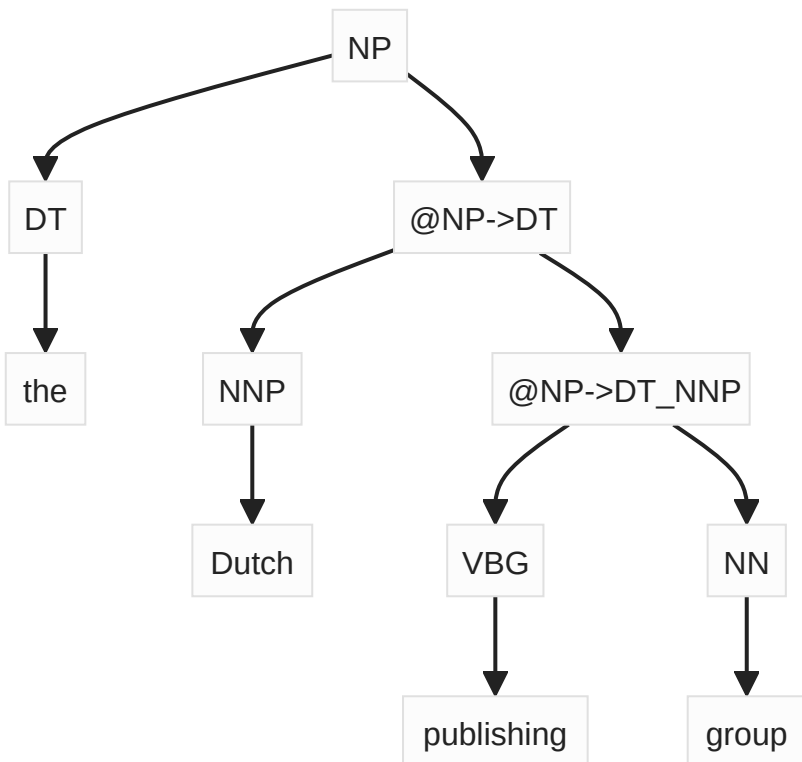 NP
DT @NP->DT
the NNP @NP->DT_NNP
Dutch VBG NN
publishing group